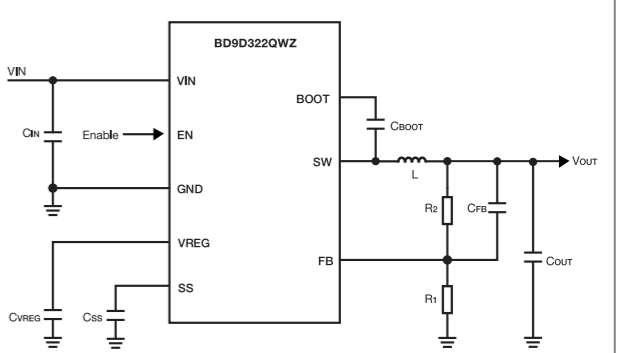 BD9D322QWZ
VIN
VIN
BOOT
CIN
Enable
EN
CBOOT
SW
VOUT
L
GND
R2
CFB
VREG
FB
COUT
SS
R1
CVREG
CSS